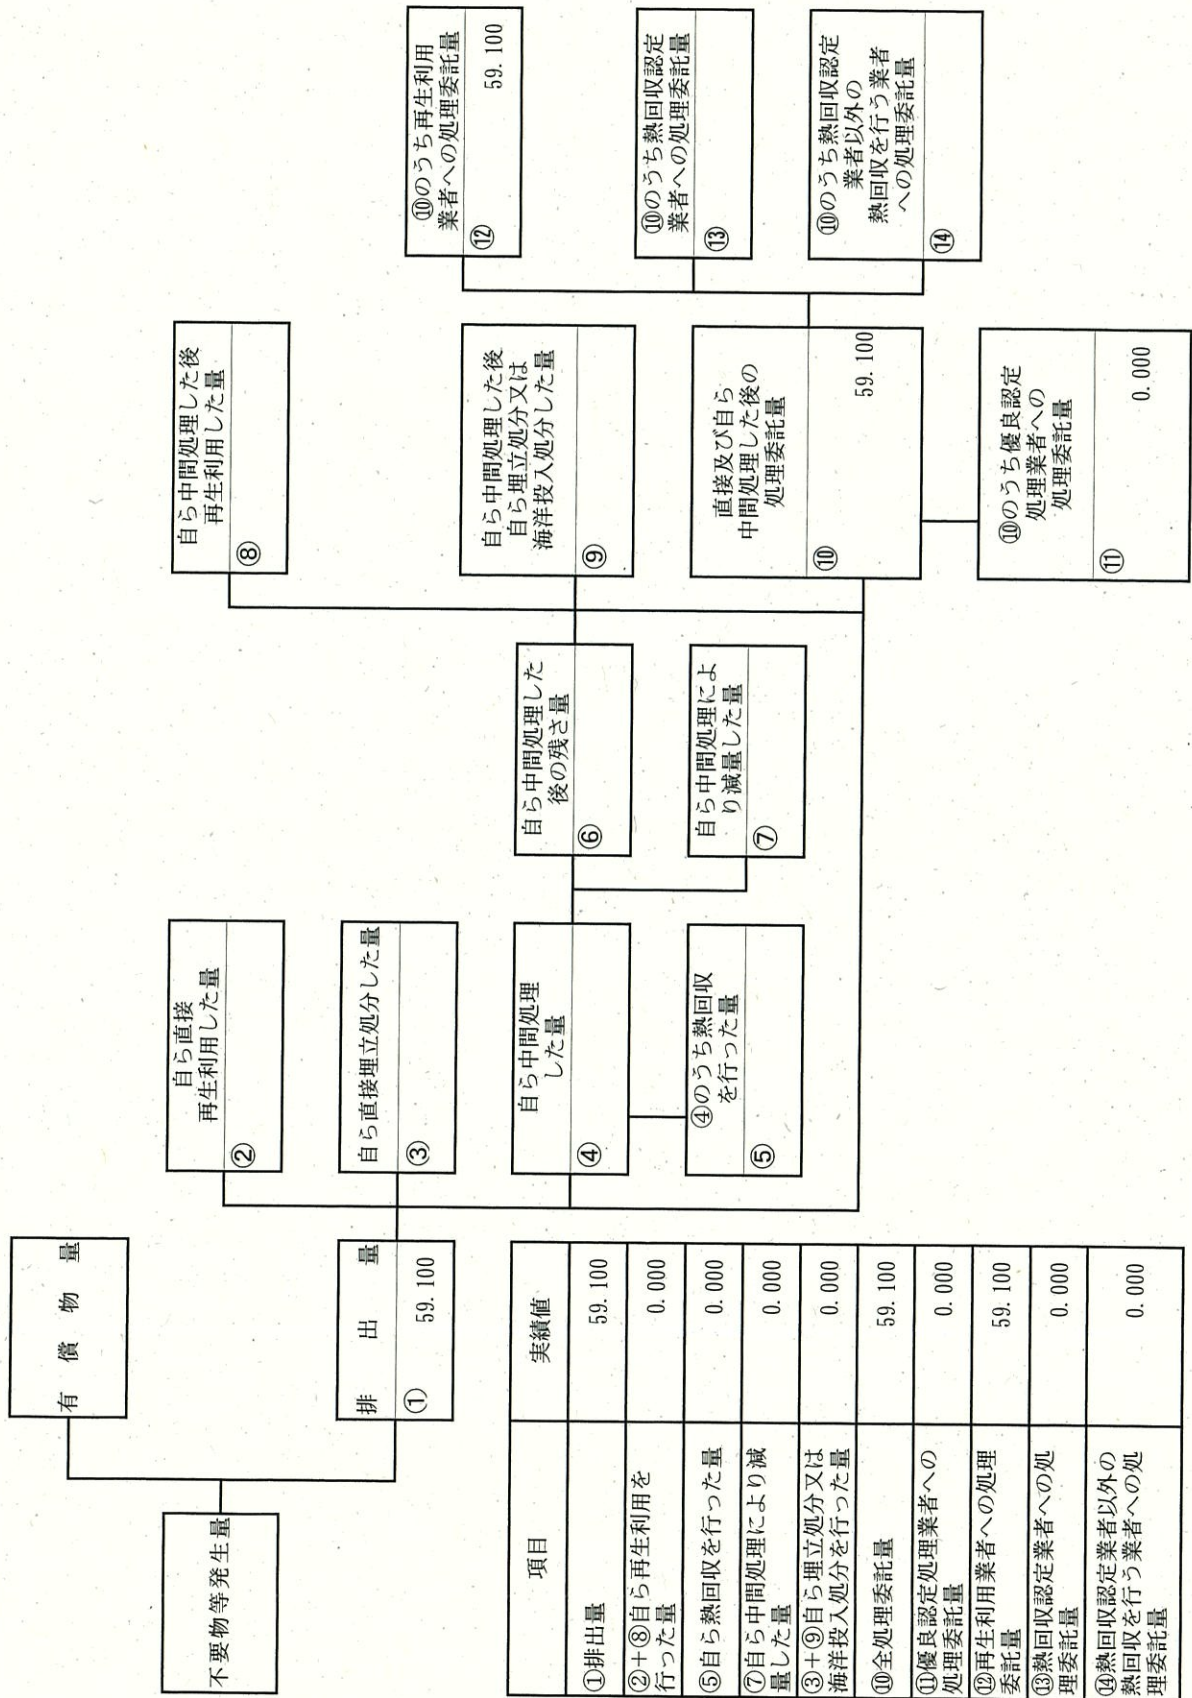 不要物等発生量
有償物量
排出量
① 59.100
自ら直接
再生利用した量
②
自ら直接埋立処分した量
③
自ら中間処理
した量
④
④のうち熱回収
を行った量
⑤
自ら中間処理した
後の残さ量
⑥
自ら中間処理によ
り減量した量
⑦
自ら中間処理した後
再生利用した量
⑧
自ら中間処理した後
自ら埋立処分又は
海洋投入処分した量
⑨
直接及び自ら
中間処理した後の
処理委託量
⑩ 59.100
⑩のうち優良認定
処理業者への
処理委託量
⑪ 0.000
⑩のうち再生利用
業者への処理委託量
⑫ 59.100
⑩のうち熱回収認定
業者への処理委託量
⑬
⑩のうち熱回収認定
業者以外の
熱回収を行う業者
への処理委託量
⑭
項目 実績値
①排出量 59.100
②+⑧自ら再生利用を
行った量 0.000
⑤自ら熱回収を行った量 0.000
⑦自ら中間処理により減
量した量 0.000
③+⑨自ら埋立処分又は
海洋投入処分を行った量 0.000
⑩全処理委託量 59.100
⑪優良認定処理業者への
処理委託量 0.000
⑫再生利用業者への処理
委託量 59.100
⑬熱回収認定業者への処
理委託量 0.000
⑭熱回収認定業者以外の
熱回収を行う業者への処
理委託量 0.000